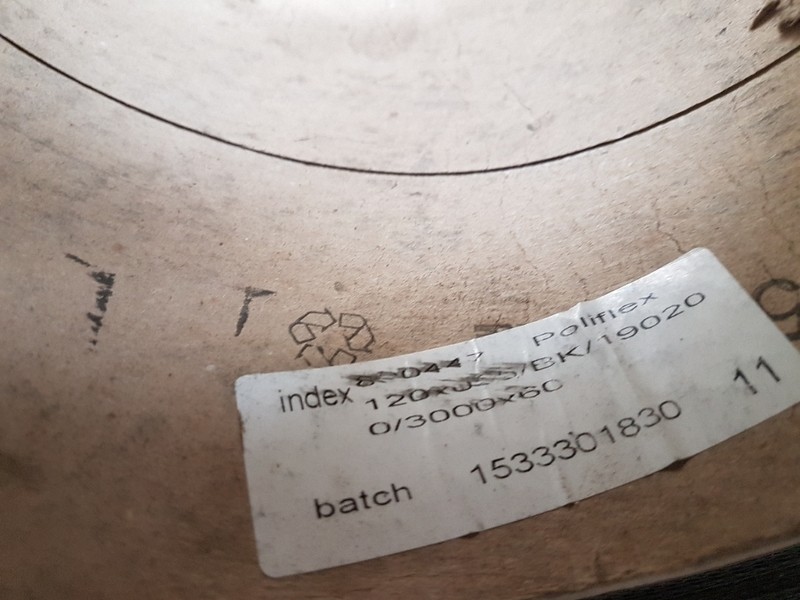 index Poliflex
/BK/19020
0/3000x60
batch 1533301830 11